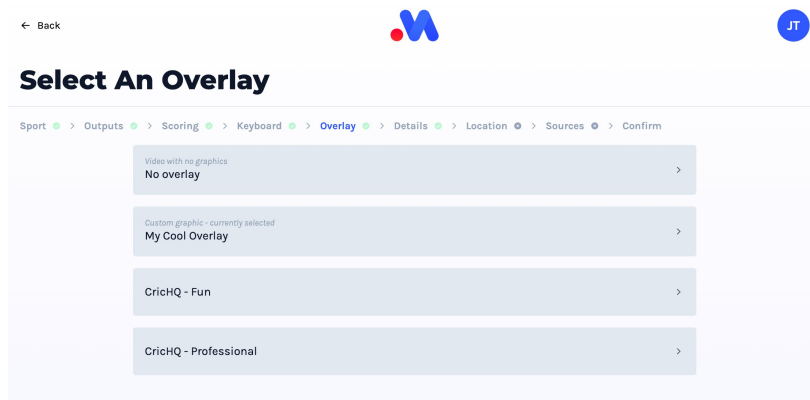 Back
JT
Select An Overlay
Sport > Outputs > Scoring > Keyboard > Overlay > Details > Location > Sources > Confirm
Video with no graphics
No overlay
Custom graphic - currently selected
My Cool Overlay
CricHQ - Fun
CricHQ - Professional